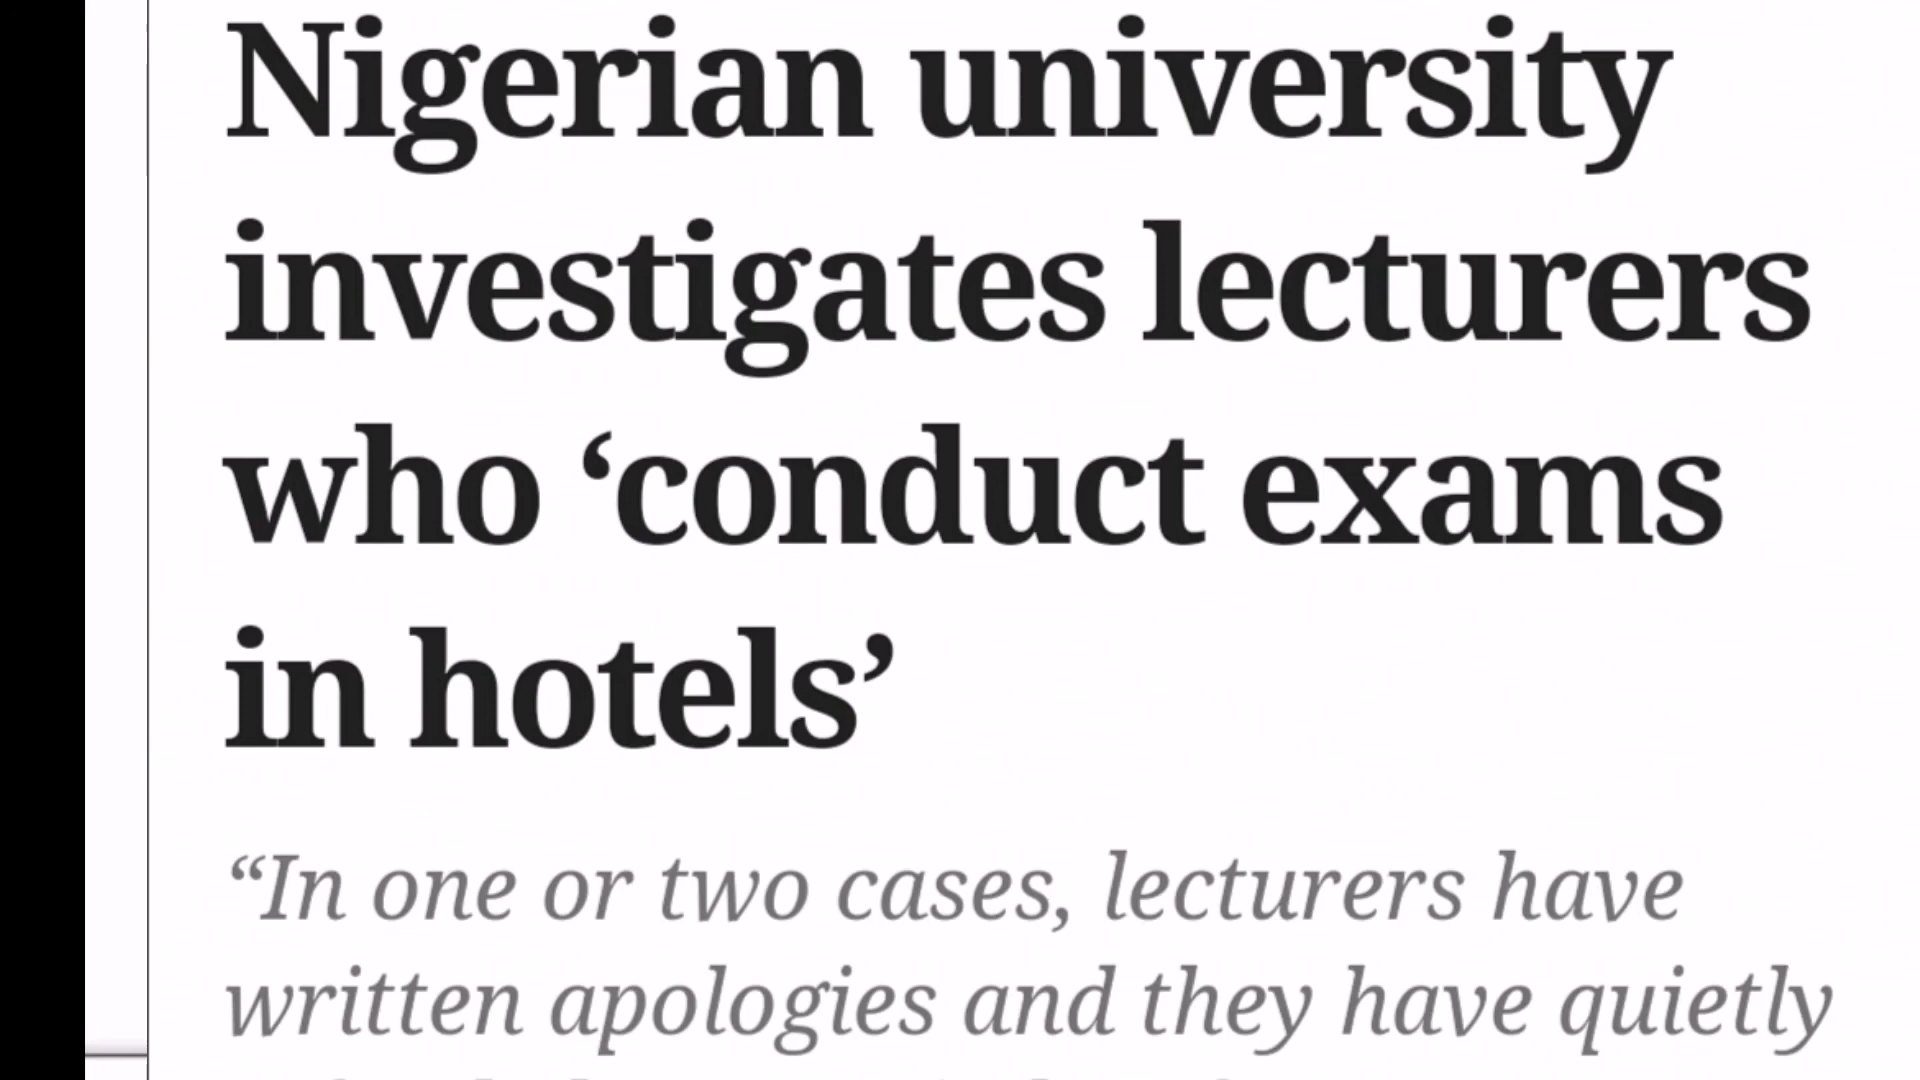 Nigerian university
investigates lecturers
who ‘conduct exams
in hotels’
“In one or two cases, lecturers have
written apologies and they have quietly